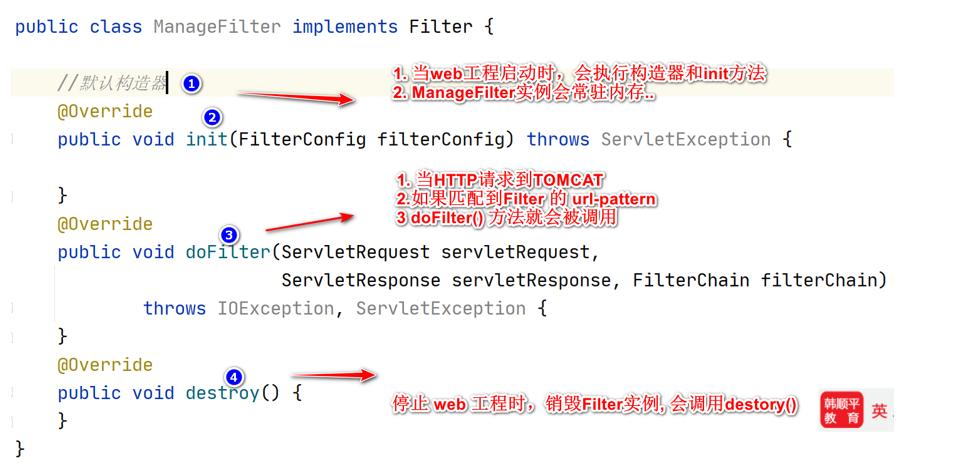 public class ManageFilter implements Filter {
//默认构造器 1
1. 当web工程启动时，会执行构造器和init方法
2. ManageFilter实例会常驻内存..
@Override
2
public void init(FilterConfig filterConfig) throws ServletException {
}
1. 当HTTP请求到TOMCAT
2.如果匹配到Filter 的 url-pattern
3 doFilter() 方法就会被调用
@Override
3
public void doFilter(ServletRequest servletRequest,
ServletResponse servletResponse, FilterChain filterChain)
throws IOException, ServletException {
}
@Override
4
public void destroy() {
停止 web 工程时，销毁Filter实例, 会调用destory()
}
}
韩顺平
教 育
英